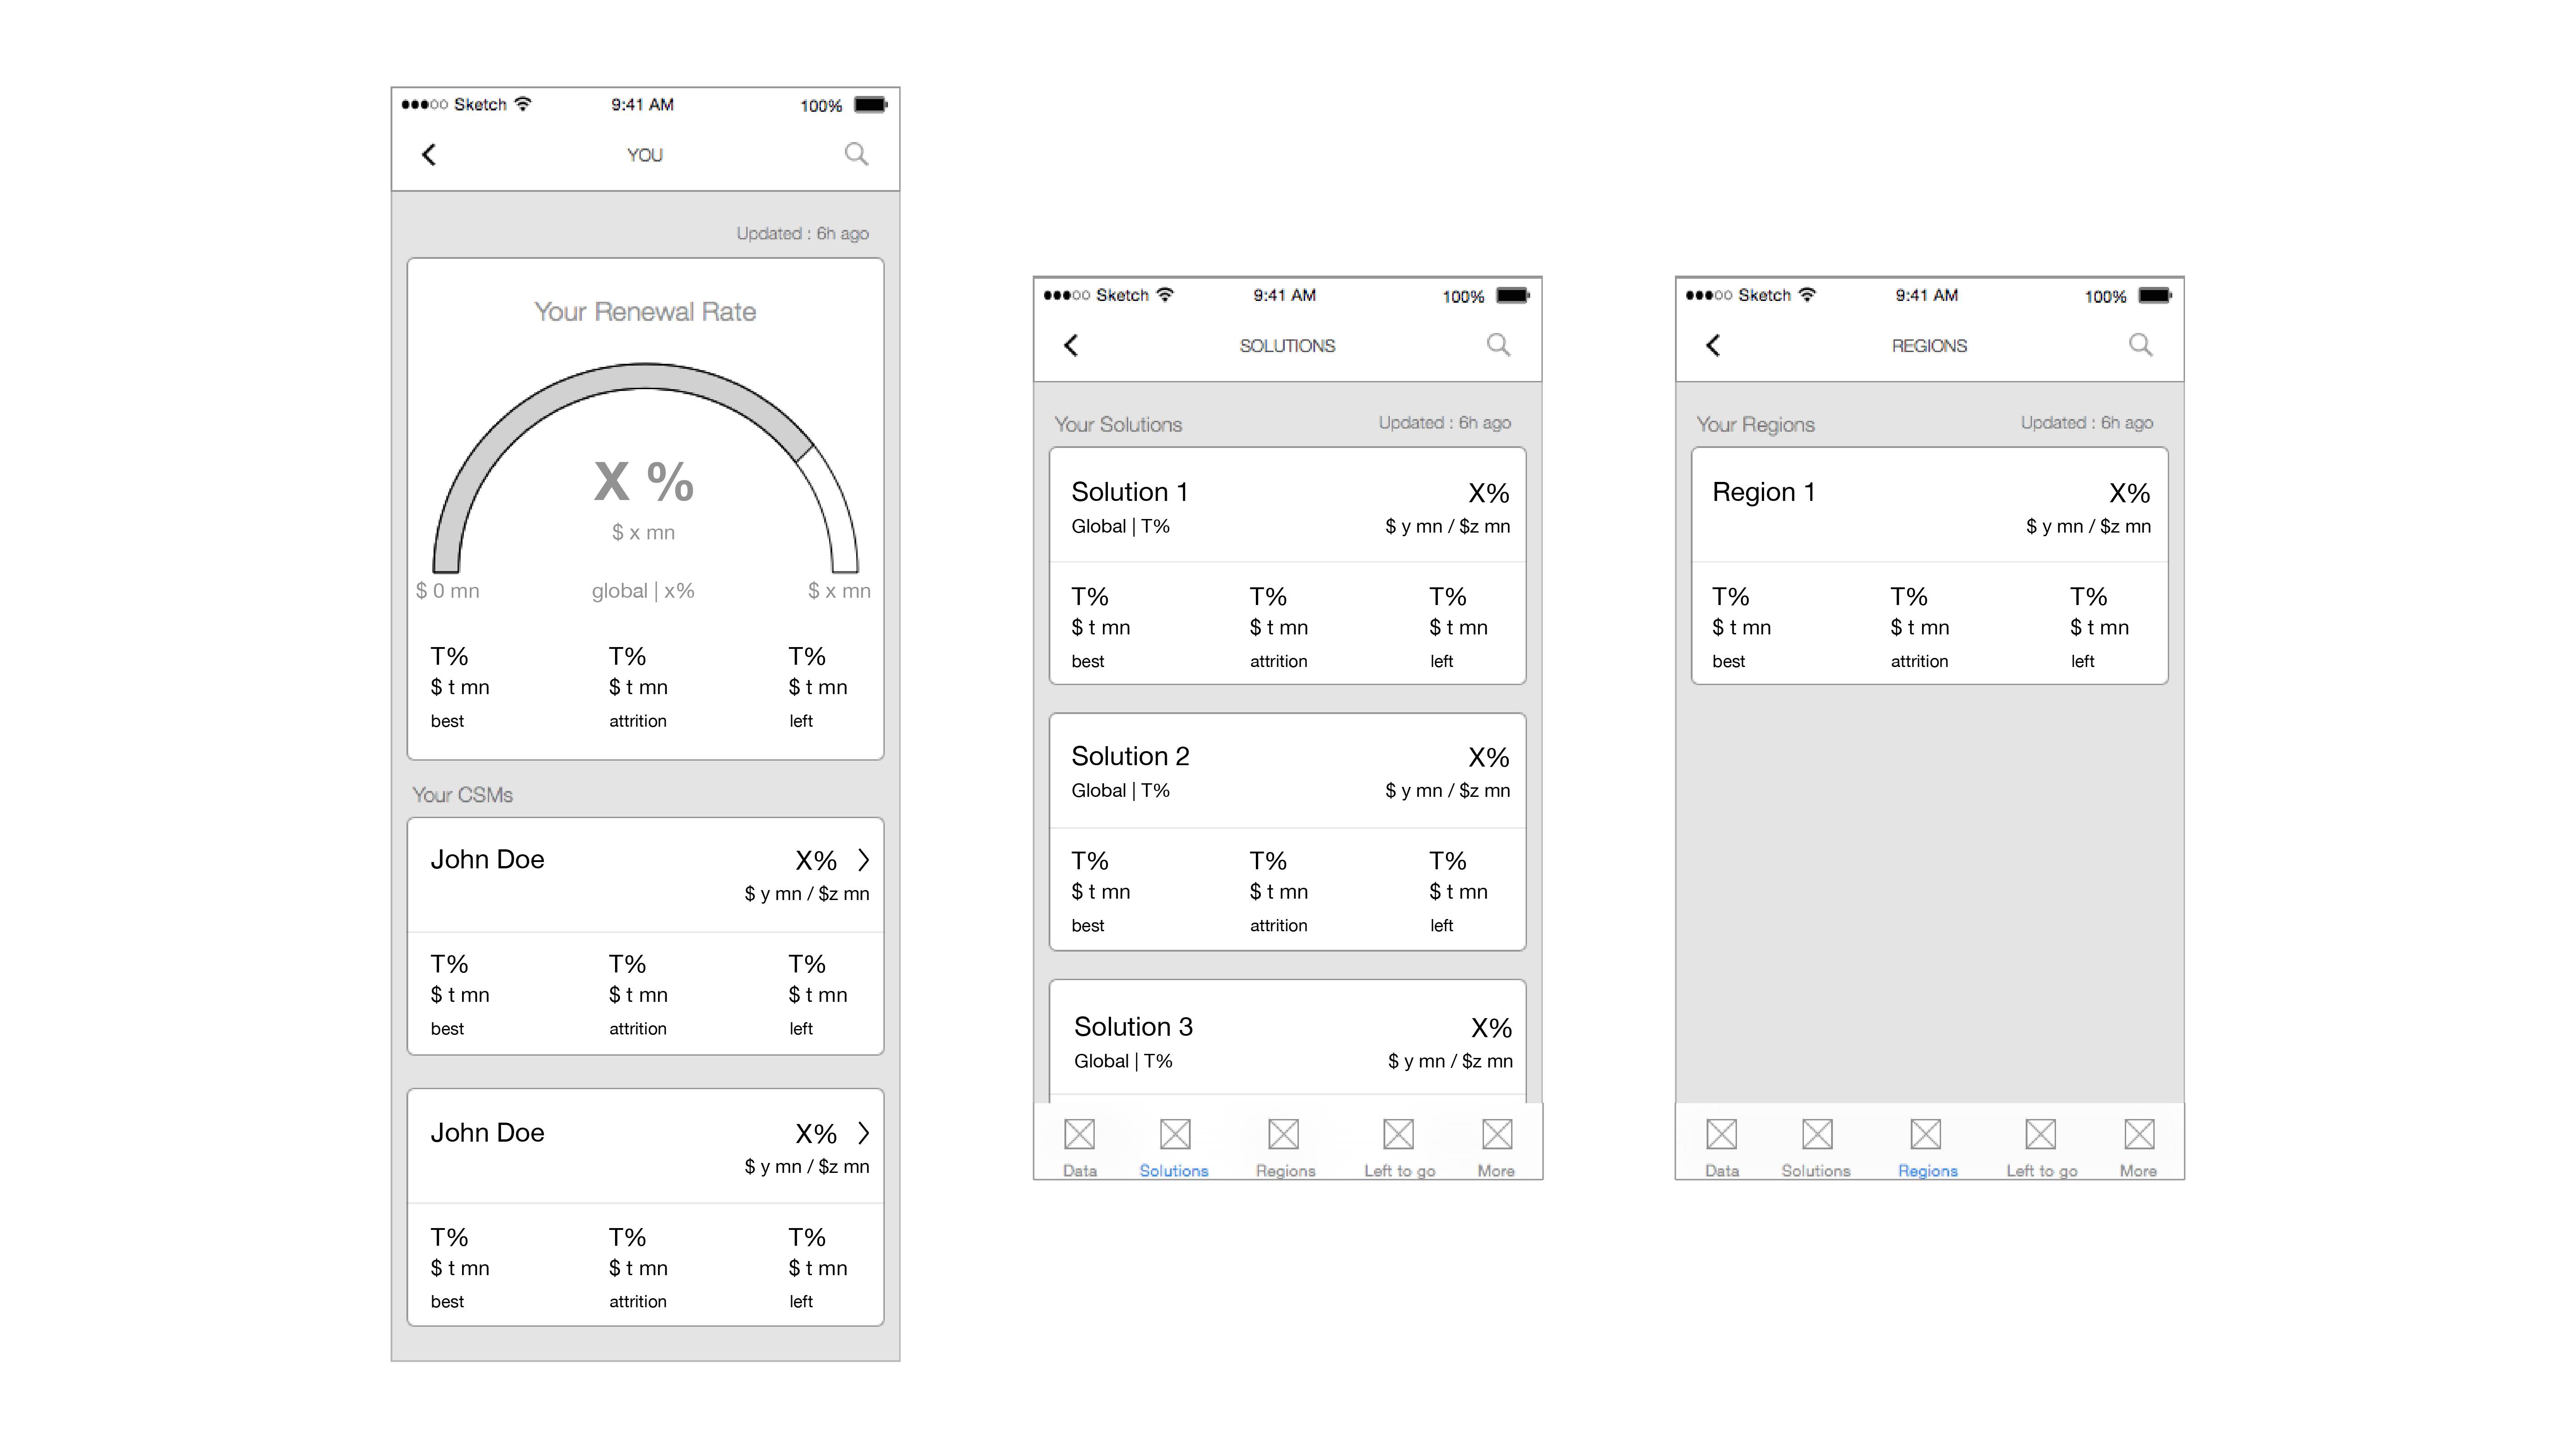 Sketch 9:41 AM 100%
YOU
Updated : 6h ago
Your Renewal Rate
X %
$ x mn
$ 0 mn global | x% $ x mn
T% T% T%
$ t mn $ t mn $ t mn
best attrition left
Your CSMs
John Doe X%
$ y mn / $z mn
T% T% T%
$ t mn $ t mn $ t mn
best attrition left
John Doe X%
$ y mn / $z mn
T% T% T%
$ t mn $ t mn $ t mn
best attrition left
Sketch 9:41 AM 100%
SOLUTIONS
Your Solutions Updated : 6h ago
Solution 1 X%
Global | T% $ y mn / $z mn
T% T% T%
$ t mn $ t mn $ t mn
best attrition left
Solution 2 X%
Global | T% $ y mn / $z mn
T% T% T%
$ t mn $ t mn $ t mn
best attrition left
Solution 3 X%
Global | T% $ y mn / $z mn
Data Solutions Regions Left to go More
Sketch 9:41 AM 100%
REGIONS
Your Regions Updated : 6h ago
Region 1 X%
$ y mn / $z mn
T% T% T%
$ t mn $ t mn $ t mn
best attrition left
Data Solutions Regions Left to go More